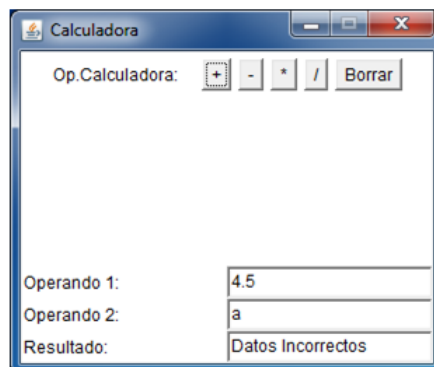 Calculadora
Op.Calculadora: + - * / Borrar
Operando 1: 4.5
Operando 2: a
Resultado: Datos Incorrectos